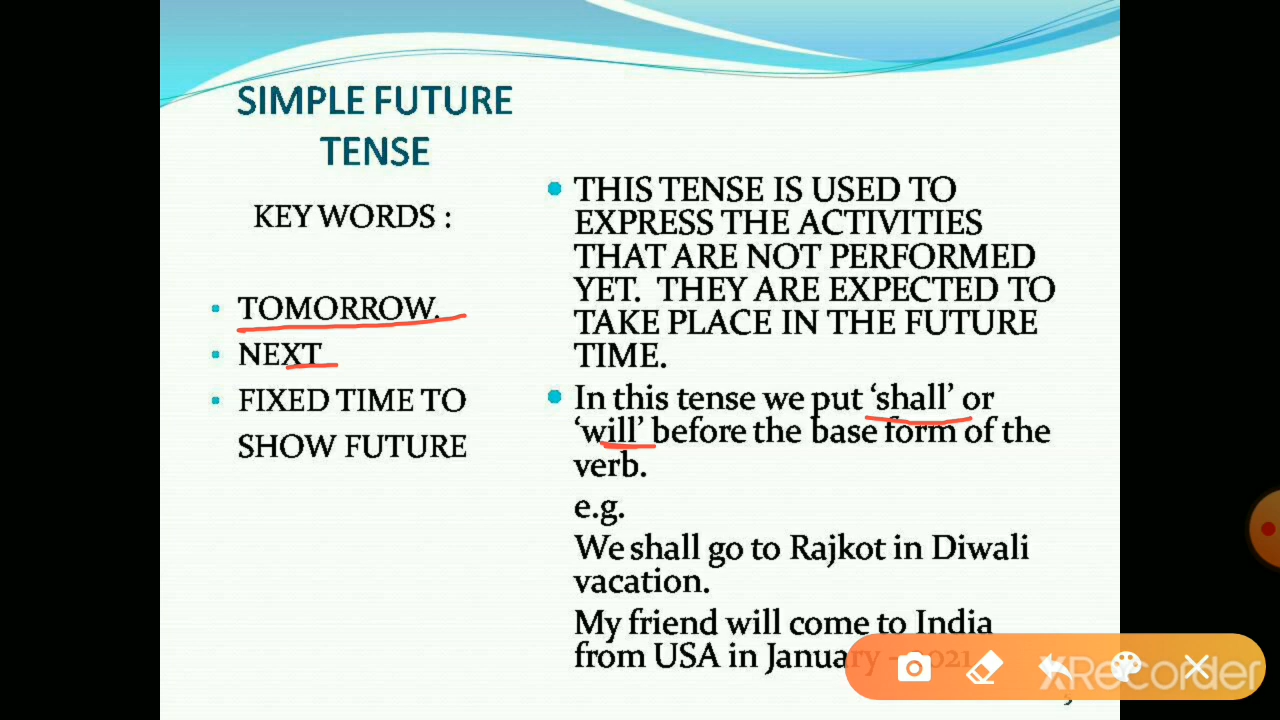 SIMPLE FUTURE
TENSE
KEY WORDS :
• TOMORROW.
• NEXT
• FIXED TIME TO
SHOW FUTURE
• THIS TENSE IS USED TO
EXPRESS THE ACTIVITIES
THAT ARE NOT PERFORMED
YET.  THEY ARE EXPECTED TO
TAKE PLACE IN THE FUTURE
TIME.
• In this tense we put ‘shall’ or
‘will’ before the base form of the
verb.
e.g.
We shall go to Rajkot in Diwali
vacation.
My friend will come to India
from USA in January - 2021
XRecorder